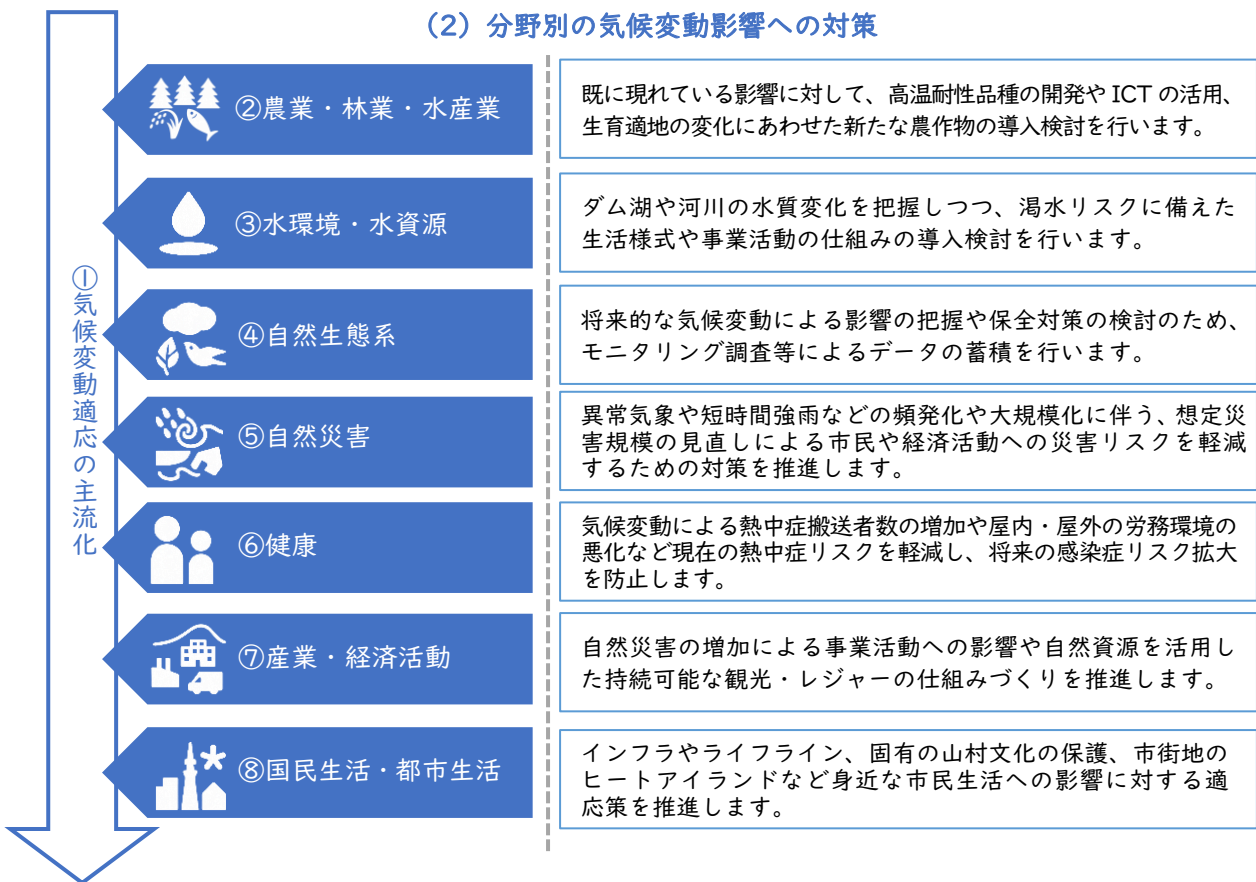 （2）分野別の気候変動影響への対策
①気候変動適応の主流化
②農業・林業・水産業
既に現れている影響に対して、高温耐性品種の開発や ICT の活用、
生育適地の変化にあわせた新たな農作物の導入検討を行います。
③水環境・水資源
ダム湖や河川の水質変化を把握しつつ、渇水リスクに備えた
生活様式や事業活動の仕組みの導入検討を行います。
④自然生態系
将来的な気候変動による影響の把握や保全対策の検討のため、
モニタリング調査等によるデータの蓄積を行います。
⑤自然災害
異常気象や短時間強雨などの頻発化や大規模化に伴う、想定災
害規模の見直しによる市民や経済活動への災害リスクを軽減
するための対策を推進します。
⑥健康
気候変動による熱中症搬送者数の増加や屋内・屋外の労務環境の
悪化など現在の熱中症リスクを軽減し、将来の感染症リスク拡大
を防止します。
⑦産業・経済活動
自然災害の増加による事業活動への影響や自然資源を活用し
た持続可能な観光・レジャーの仕組みづくりを推進します。
⑧国民生活・都市生活
インフラやライフライン、固有の山村文化の保護、市街地の
ヒートアイランドなど身近な市民生活への影響に対する適
応策を推進します。